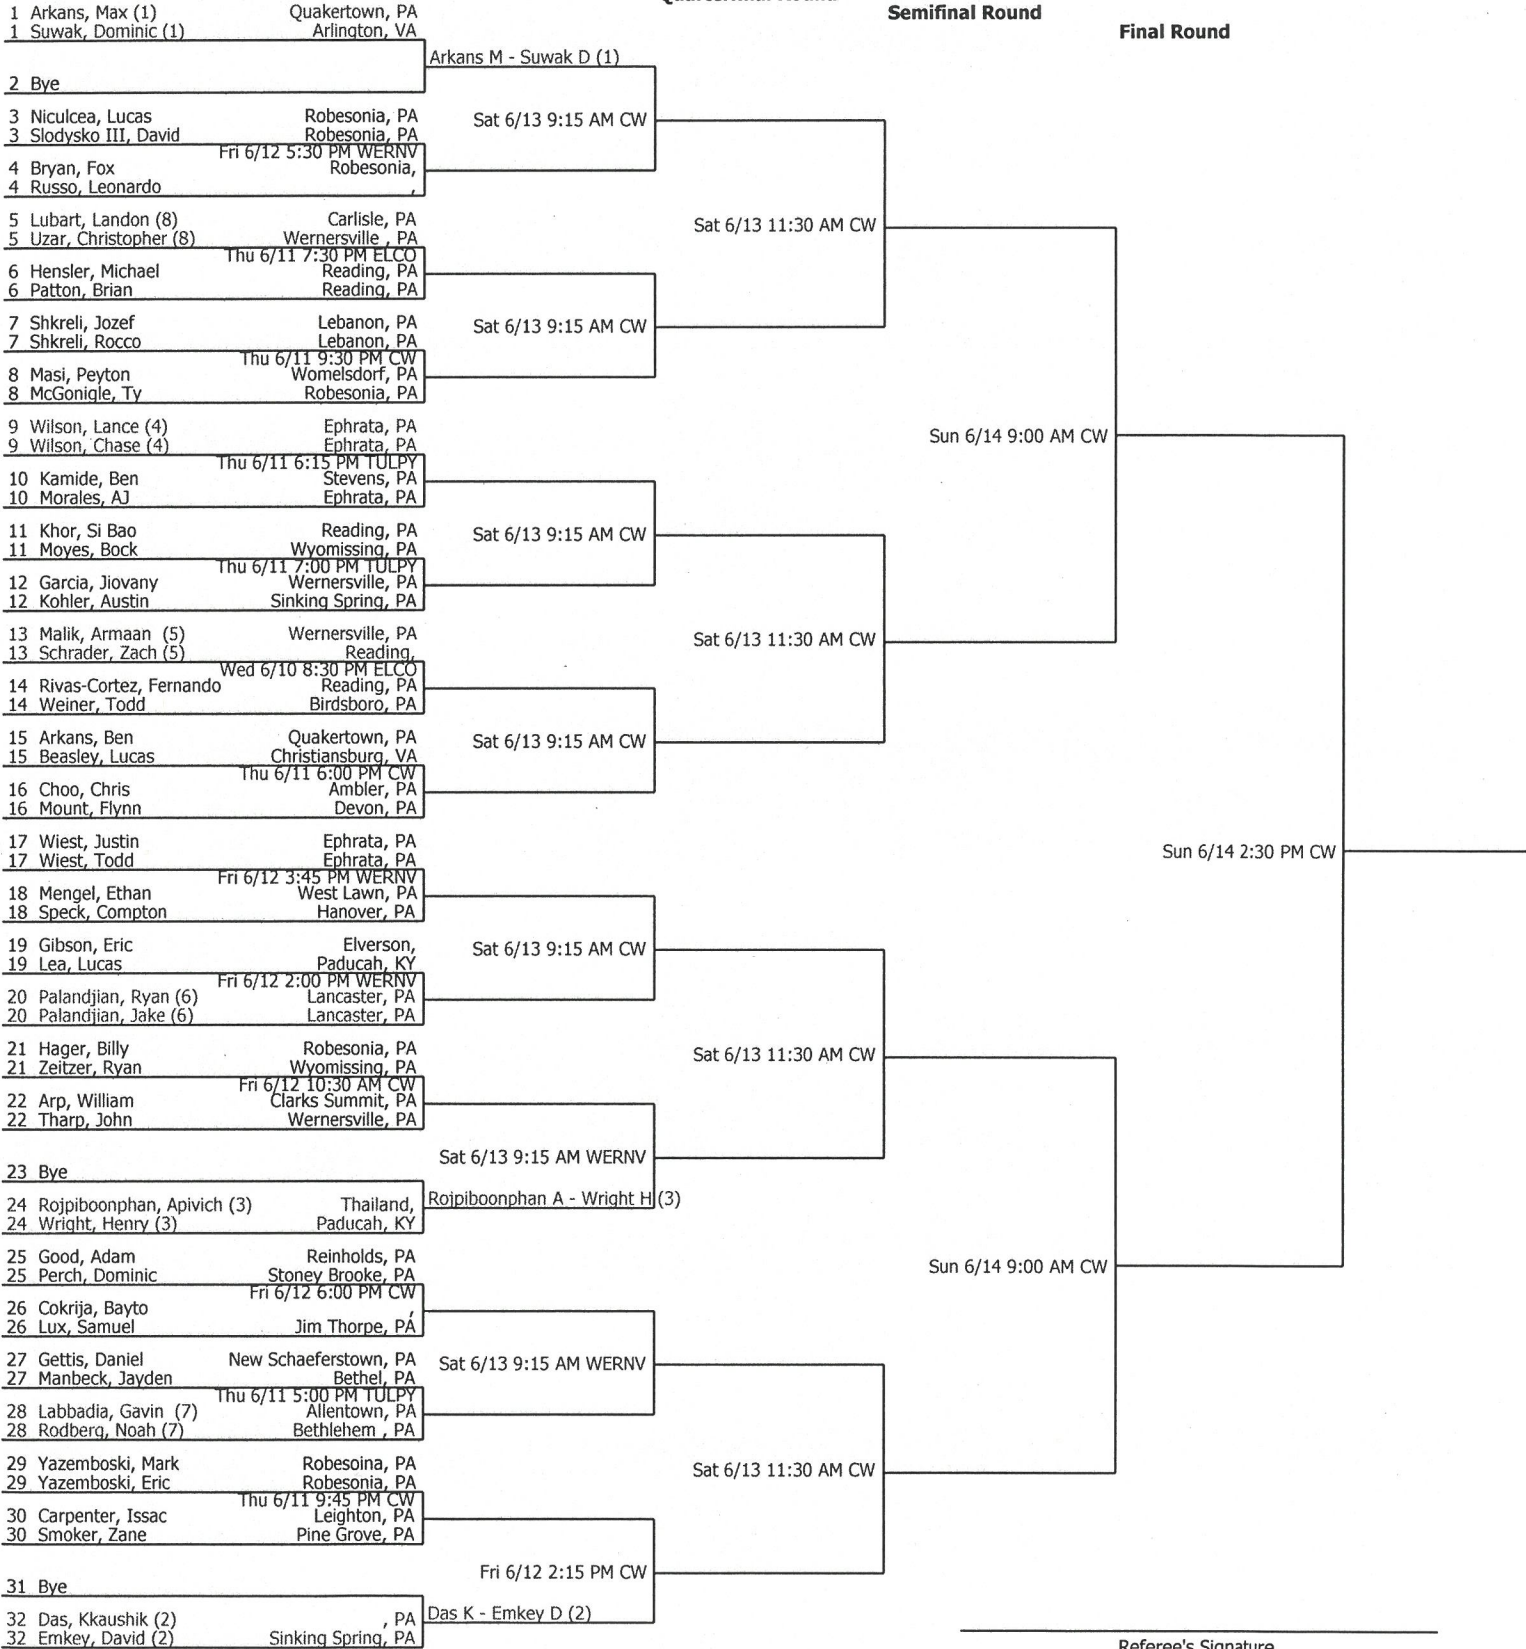 Semifinal Round
Final Round
1 Arkans, Max (1) Quakertown, PA
1 Suwak, Dominic (1) Arlington, VA
Arkans M - Suwak D (1)
2 Bye
3 Niculcea, Lucas Robesonia, PA
Sat 6/13 9:15 AM CW
3 Slodysko III, David Robesonia, PA
Fri 6/12 5:30 PM WERNV
4 Bryan, Fox Robesonia,
4 Russo, Leonardo ,
5 Lubart, Landon (8) Carlisle, PA
Sat 6/13 11:30 AM CW
5 Uzar, Christopher (8) Wernersville , PA
Thu 6/11 7:30 PM ELCO
6 Hensler, Michael Reading, PA
6 Patton, Brian Reading, PA
7 Shkreli, Jozef Lebanon, PA
Sat 6/13 9:15 AM CW
7 Shkreli, Rocco Lebanon, PA
Thu 6/11 9:30 PM CW
8 Masi, Peyton Womelsdorf, PA
8 McGonigle, Ty Robesonia, PA
9 Wilson, Lance (4) Ephrata, PA
Sun 6/14 9:00 AM CW
9 Wilson, Chase (4) Ephrata, PA
Thu 6/11 6:15 PM TULPY
10 Kamide, Ben Stevens, PA
10 Morales, AJ Ephrata, PA
11 Khor, Si Bao Reading, PA
Sat 6/13 9:15 AM CW
11 Moyes, Bock Wyomissing, PA
Thu 6/11 7:00 PM TULPY
12 Garcia, Jiovany Wernersville, PA
12 Kohler, Austin Sinking Spring, PA
13 Malik, Armaan (5) Wernersville, PA
Sat 6/13 11:30 AM CW
13 Schrader, Zach (5) Reading,
Wed 6/10 8:30 PM ELCO
14 Rivas-Cortez, Fernando Reading, PA
14 Weiner, Todd Birdsboro, PA
15 Arkans, Ben Quakertown, PA
Sat 6/13 9:15 AM CW
15 Beasley, Lucas Christiansburg, VA
Thu 6/11 6:00 PM CW
16 Choo, Chris Ambler, PA
16 Mount, Flynn Devon, PA
17 Wiest, Justin Ephrata, PA
Sun 6/14 2:30 PM CW
17 Wiest, Todd Ephrata, PA
Fri 6/12 3:45 PM WERNV
18 Mengel, Ethan West Lawn, PA
18 Speck, Compton Hanover, PA
19 Gibson, Eric Elverson,
Sat 6/13 9:15 AM CW
19 Lea, Lucas Paducah, KY
Fri 6/12 2:00 PM WERNV
20 Palandjian, Ryan (6) Lancaster, PA
20 Palandjian, Jake (6) Lancaster, PA
21 Hager, Billy Robesonia, PA
Sat 6/13 11:30 AM CW
21 Zeitzer, Ryan Wyomissing, PA
Fri 6/12 10:30 AM CW
22 Arp, William Clarks Summit, PA
22 Tharp, John Wernersville, PA
Sat 6/13 9:15 AM WERNV
23 Bye
Rojpiboonphan A - Wright H (3)
24 Rojpiboonphan, Apivich (3) Thailand,
24 Wright, Henry (3) Paducah, KY
25 Good, Adam Reinholds, PA
Sun 6/14 9:00 AM CW
25 Perch, Dominic Stoney Brooke, PA
Fri 6/12 6:00 PM CW
26 Cokrija, Bayto ,
26 Lux, Samuel Jim Thorpe, PA
27 Gettis, Daniel New Schaeferstown, PA
Sat 6/13 9:15 AM WERNV
27 Manbeck, Jayden Bethel, PA
Thu 6/11 5:00 PM TULPY
28 Labbadia, Gavin (7) Allentown, PA
28 Rodberg, Noah (7) Bethlehem , PA
29 Yazemboski, Mark Robesoina, PA
Sat 6/13 11:30 AM CW
29 Yazemboski, Eric Robesonia, PA
Thu 6/11 9:45 PM CW
30 Carpenter, Issac Leighton, PA
30 Smoker, Zane Pine Grove, PA
Fri 6/12 2:15 PM CW
31 Bye
Das K - Emkey D (2)
32 Das, Kkaushik (2) , PA
32 Emkey, David (2) Sinking Spring, PA
Referee's Signature